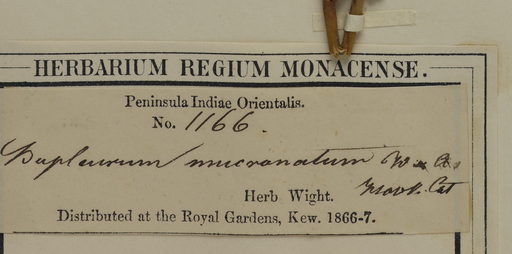 HERBARIUM REGIUM MONACENSE.
Peninsula Indiae Orientalis.
No. 1166.
Bupleurum mucronatum W & A.
Herb Wight.
Distributed at the Royal Gardens, Kew. 1866-7.